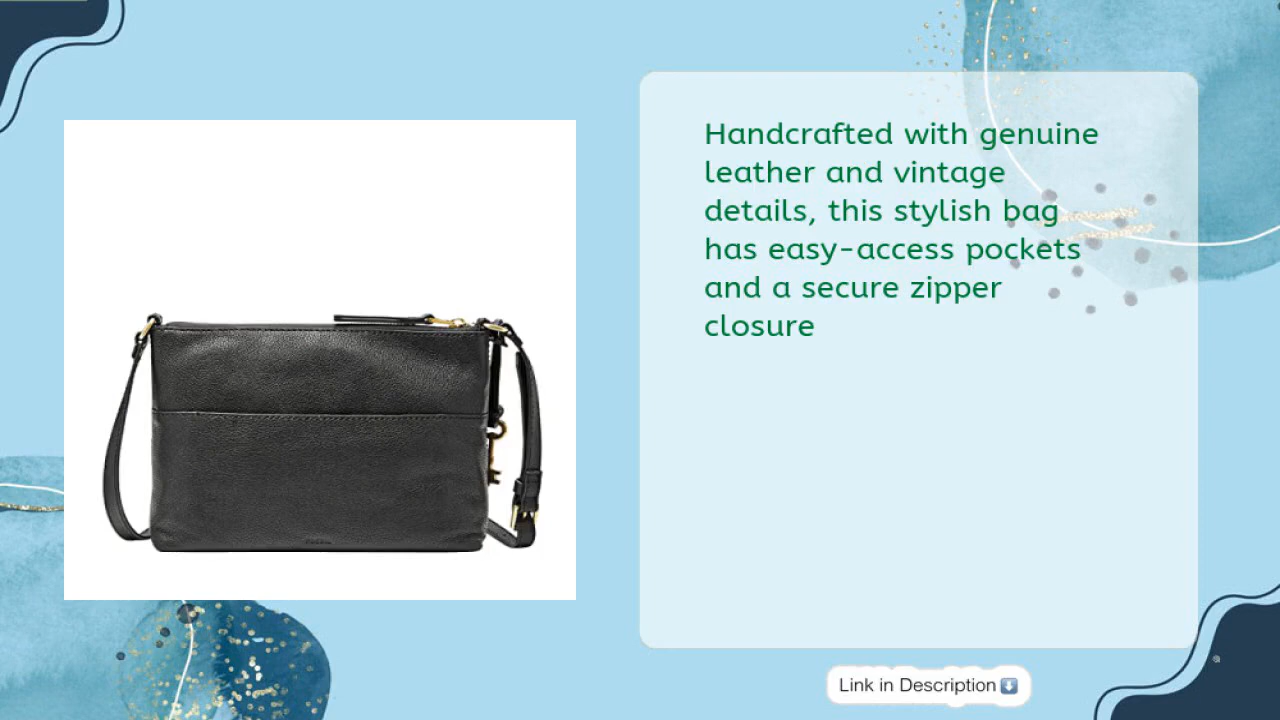 Handcrafted with genuine
leather and vintage
details, this stylish bag
has easy-access pockets
and a secure zipper
closure
Link in Description⬇️